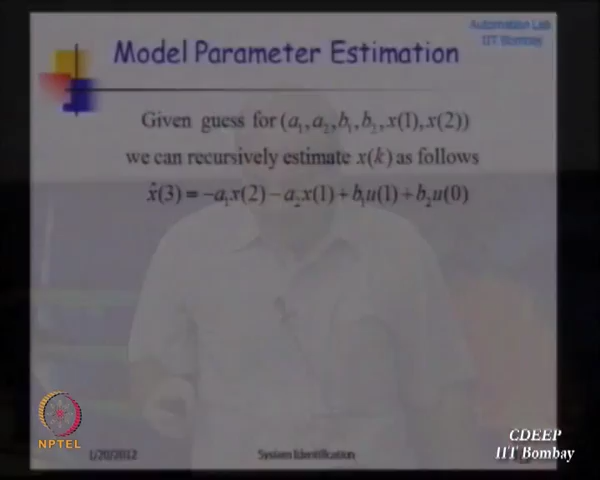 Automation Lab
IIT Bombay
Model Parameter Estimation
Given guess for (a₁, a₂, b₁, b₂, x(1), x(2))
we can recursively estimate x(k) as follows
x̂(3) = −a₁x(2) − a₂x(1) + b₁u(1) + b₂u(0)
NPTEL
1/20/2012
System Identification
CDEEP
IIT Bombay